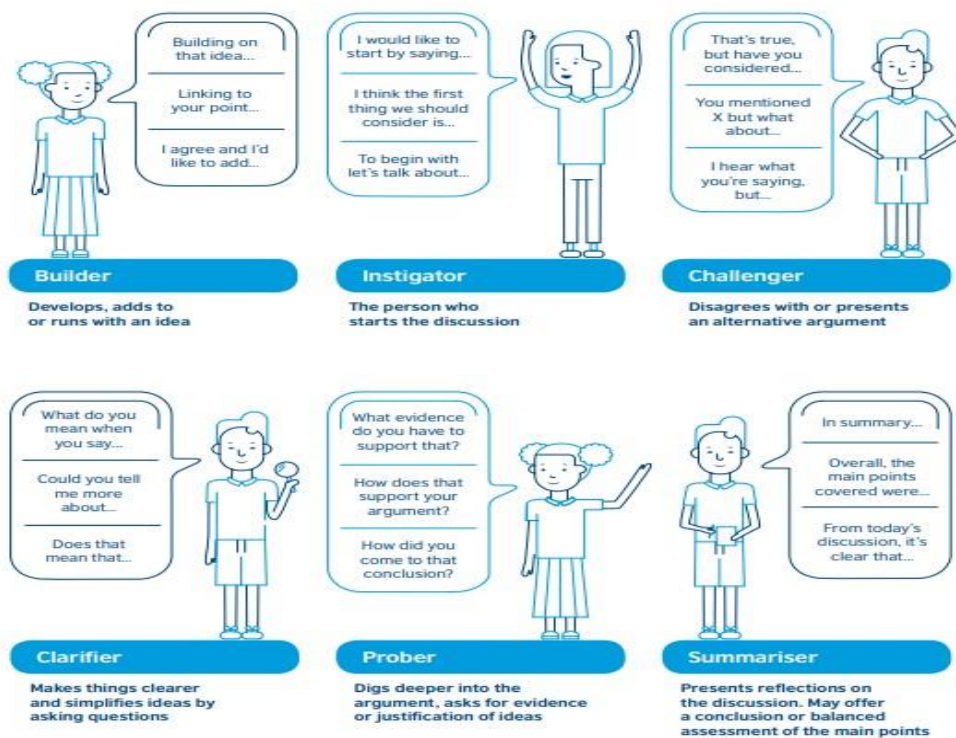 Building on
that idea...
Linking to
your point...
I agree and I'd
like to add...
Builder
Develops, adds to
or runs with an idea
I would like to
start by saying...
I think the first
thing we should
consider is...
To begin with
let's talk about...
Instigator
The person who
starts the discussion
That's true,
but have you
considered...
You mentioned
X but what
about...
I hear what
you're saying,
but...
Challenger
Disagrees with or presents
an alternative argument
What do you
mean when
you say...
Could you tell
me more
about...
Does that
mean that...
Clarifier
Makes things clearer
and simplifies ideas by
asking questions
What evidence
do you have to
support that?
How does that
support your
argument?
How did you
come to that
conclusion?
Prober
Digs deeper into the
argument, asks for evidence
or justification of ideas
In summary...
Overall, the
main points
covered were...
From today's
discussion, it's
clear that...
Summariser
Presents reflections on
the discussion. May offer
a conclusion or balanced
assessment of the main points